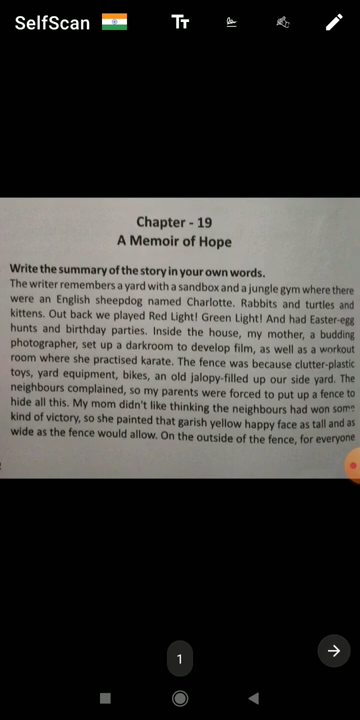 SelfScan
TT
Chapter - 19
A Memoir of Hope
Write the summary of the story in your own words.
The writer remembers a yard with a sandbox and a jungle gym where there
were an English sheepdog named Charlotte. Rabbits and turtles and
kittens. Out back we played Red Light! Green Light! And had Easter-egg
hunts and birthday parties. Inside the house, my mother, a budding
photographer, set up a darkroom to develop film, as well as a workout
room where she practised karate. The fence was because clutter-plastic
toys, yard equipment, bikes, an old jalopy-filled up our side yard. The
neighbours complained, so my parents were forced to put up a fence to
hide all this. My mom didn't like thinking the neighbours had won some
kind of victory, so she painted that garish yellow happy face as tall and as
wide as the fence would allow. On the outside of the fence, for everyone
1